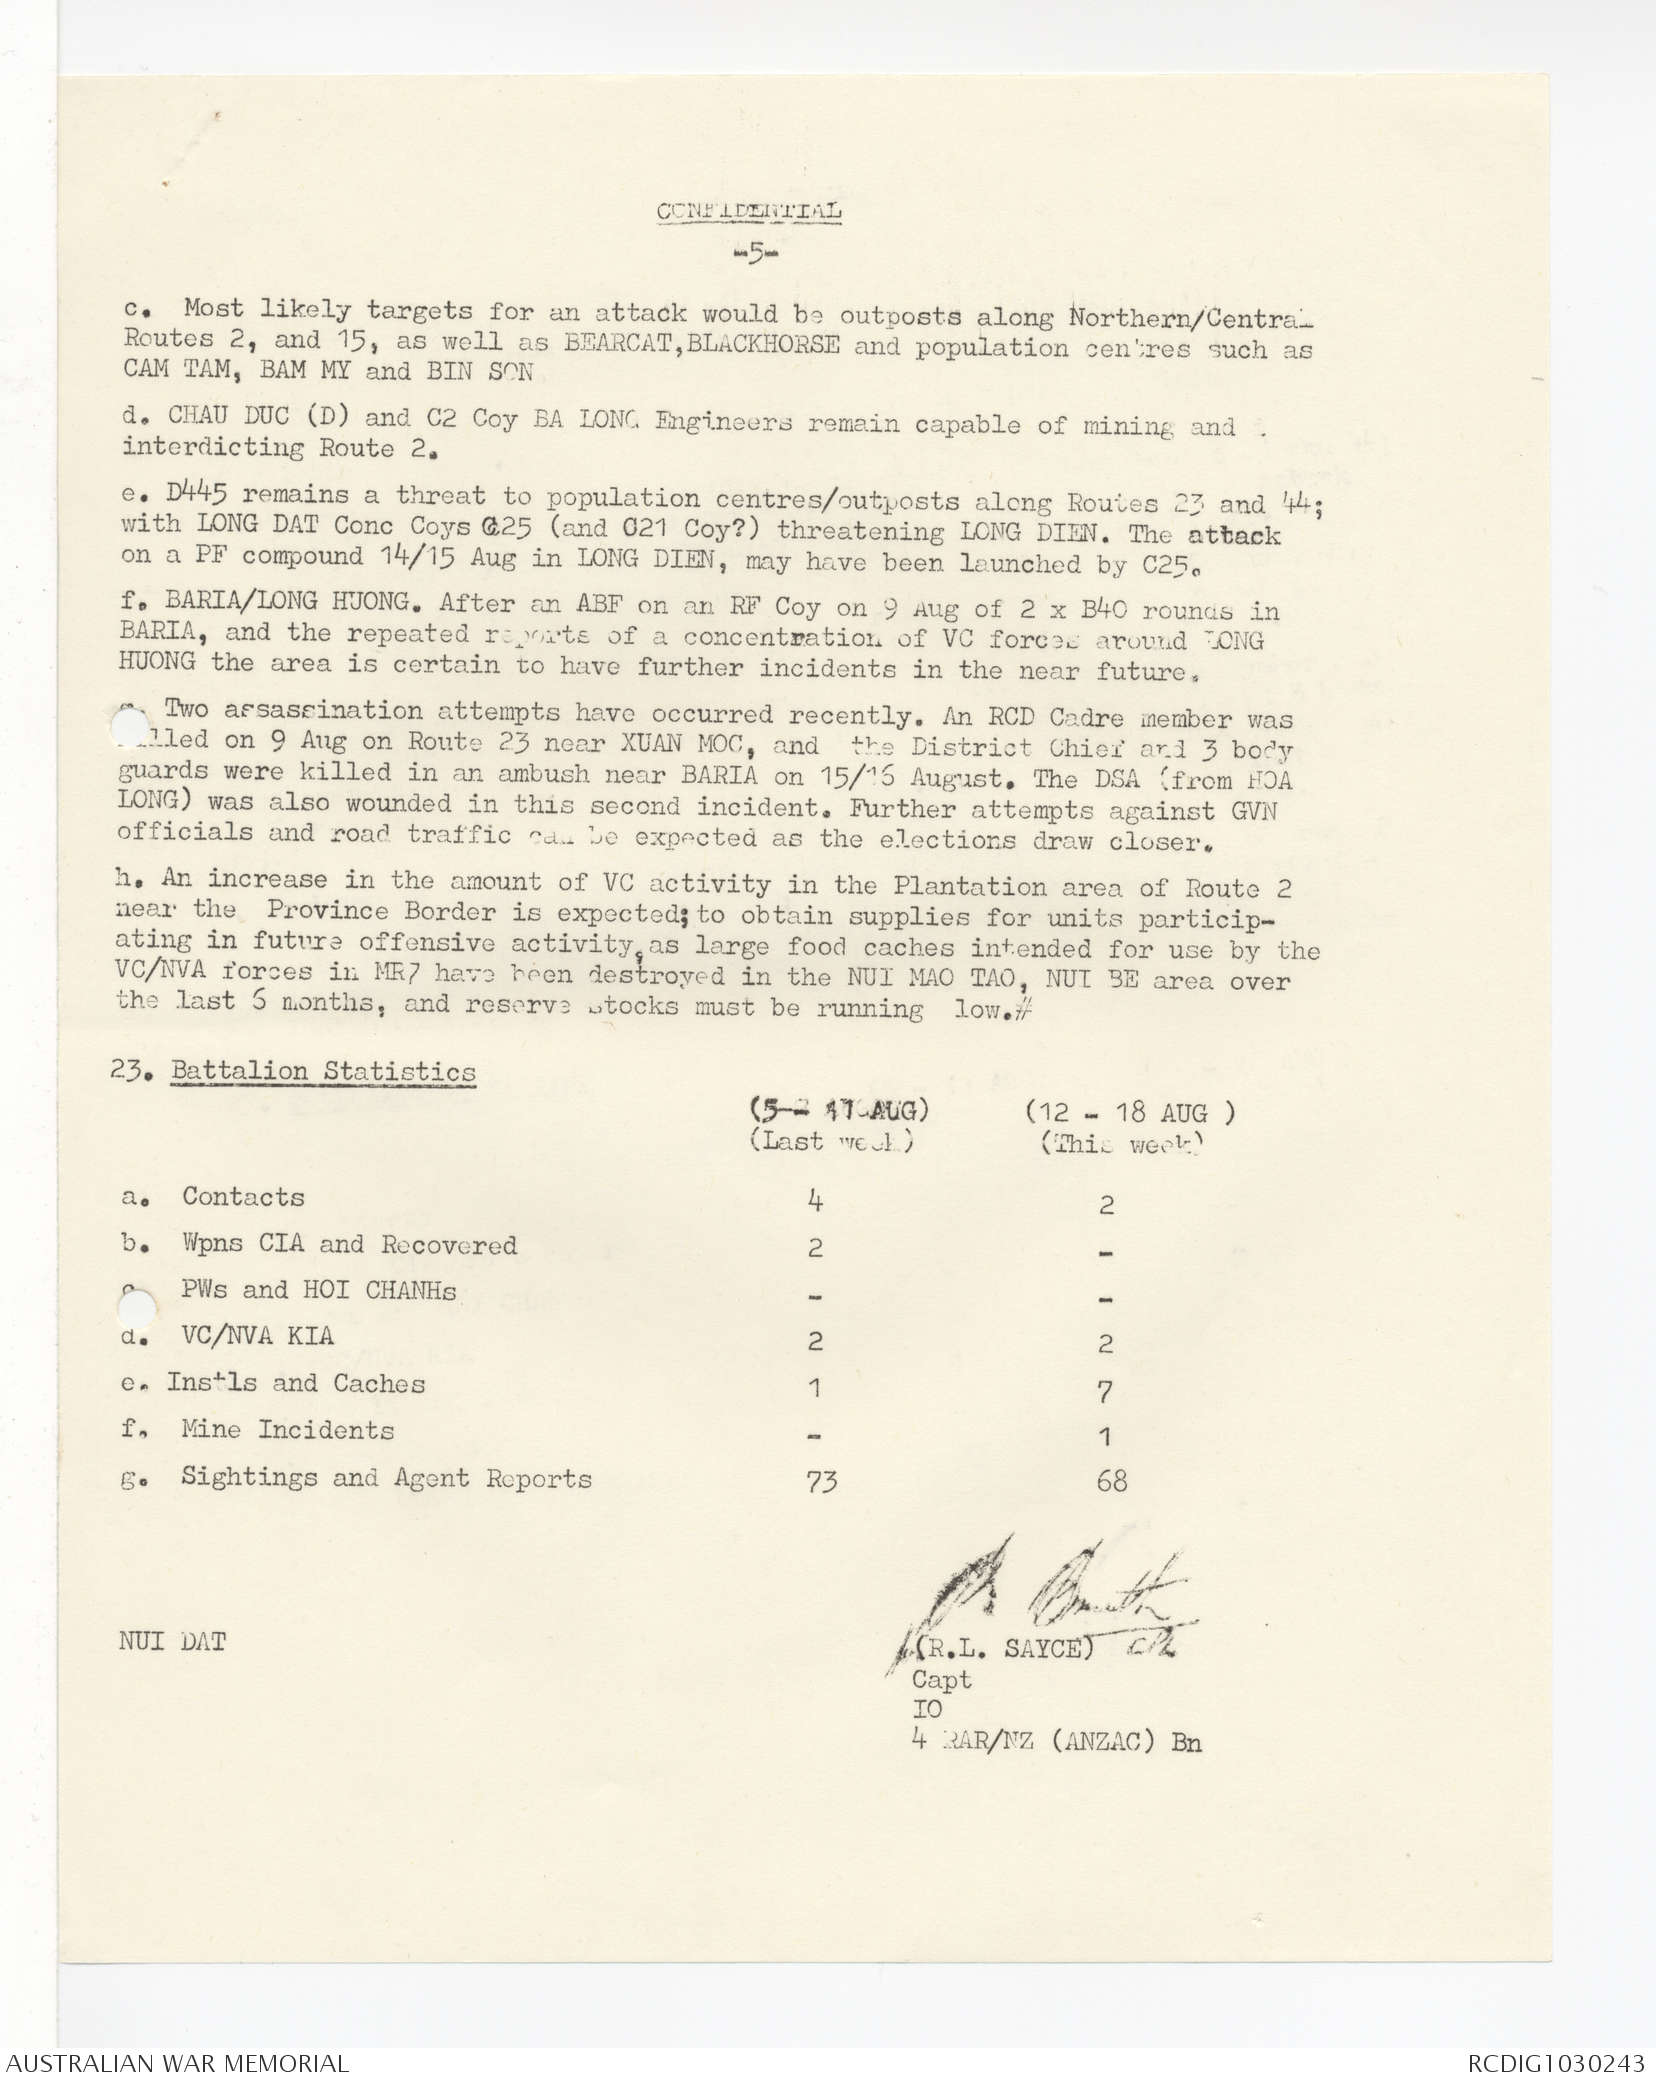 CONFIDENTIAL
-5-
c. Most likely targets for an attack would be outposts along Northern/Central
Routes 2, and 15, as well as BEARCAT,BLACKHORSE and population centres such as
CAM TAM, BAM MY and BIN SON
d. CHAU DUC (D) and C2 Coy BA LONG Engineers remain capable of mining and
interdicting Route 2.
e. D445 remains a threat to population centres/outposts along Routes 23 and 44;
with LONG DAT Conc Coys C25 (and C21 Coy?) threatening LONG DIEN. The attack
on a PF compound 14/15 Aug in LONG DIEN, may have been launched by C25.
f. BARIA/LONG HUONG. After an ABF on an RF Coy on 9 Aug of 2 x B40 rounds in
BARIA, and the repeated reports of a concentration of VC forces around LONG
HUONG the area is certain to have further incidents in the near future.
g. Two assassination attempts have occurred recently. An RCD Cadre member was
killed on 9 Aug on Route 23 near XUAN MOC, and the District Chief and 3 body
guards were killed in an ambush near BARIA on 15/16 August. The DSA (from HOA
LONG) was also wounded in this second incident. Further attempts against GVN
officials and road traffic can be expected as the elections draw closer.
h. An increase in the amount of VC activity in the Plantation area of Route 2
near the Province Border is expected; to obtain supplies for units particip-
ating in future offensive activity, as large food caches intended for use by the
VC/NVA forces in MR7 have been destroyed in the NUI MAO TAO, NUI BE area over
the last 6 months, and reserve stocks must be running low.#
23. Battalion Statistics
(5- AUG) (12 - 18 AUG )
(Last week) (This week)
a. Contacts 4 2
b. Wpns CIA and Recovered 2 -
c. PWs and HOI CHANHs - -
d. VC/NVA KIA 2 2
e. Instls and Caches 1 7
f. Mine Incidents - 1
g. Sightings and Agent Reports 73 68
NUI DAT
(R.L. SAYCE)
Capt
IO
4 RAR/NZ (ANZAC) Bn
AUSTRALIAN WAR MEMORIAL
RCDIG1030243